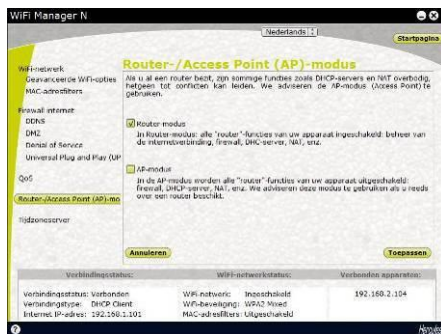 WiFi Manager N
Nederlands
Startpagina
WiFi-netwerk
Geavanceerde WiFi-opties
MAC-adresfilters
Firewall internet
DDNS
DMZ
Denial of Service
Universal Plug and Play (UP
QoS
Router-/Access Point (AP)-mo
Tijdzoneserver
Router-/Access Point (AP)-modus
Als u al een router bezit, zijn sommige functies zoals DHCP-servers en NAT overbodig,
hetgeen tot conflicten kan leiden. We adviseren de AP-modus (Access Point) te
gebruiken.
Router-modus
In Router-modus: alle "router"-functies van uw apparaat ingeschakeld: beheer van
de internetverbinding, firewall, DHC-server, NAT, enz.
AP-modus
In de AP-modus worden alle "router"-functies van uw apparaat uitgeschakeld:
firewall, DHCP-server, NAT, enz. We adviseren deze modus te gebruiken als u reeds
over een router beschikt.
Annuleren
Toepassen
Verbindingsstatus:
WiFi-netwerkstatus:
Verbonden apparaten:
Verbindingsstatus: Verbonden
Verbindingstype: DHCP Client
Internet IP-adres: 192.168.1.101
WiFi-netwerk: Ingeschakeld
WiFi-beveiliging: WPA2 Mixed
MAC-adresfilters: Uitgeschakeld
192.168.2.104
Hercules